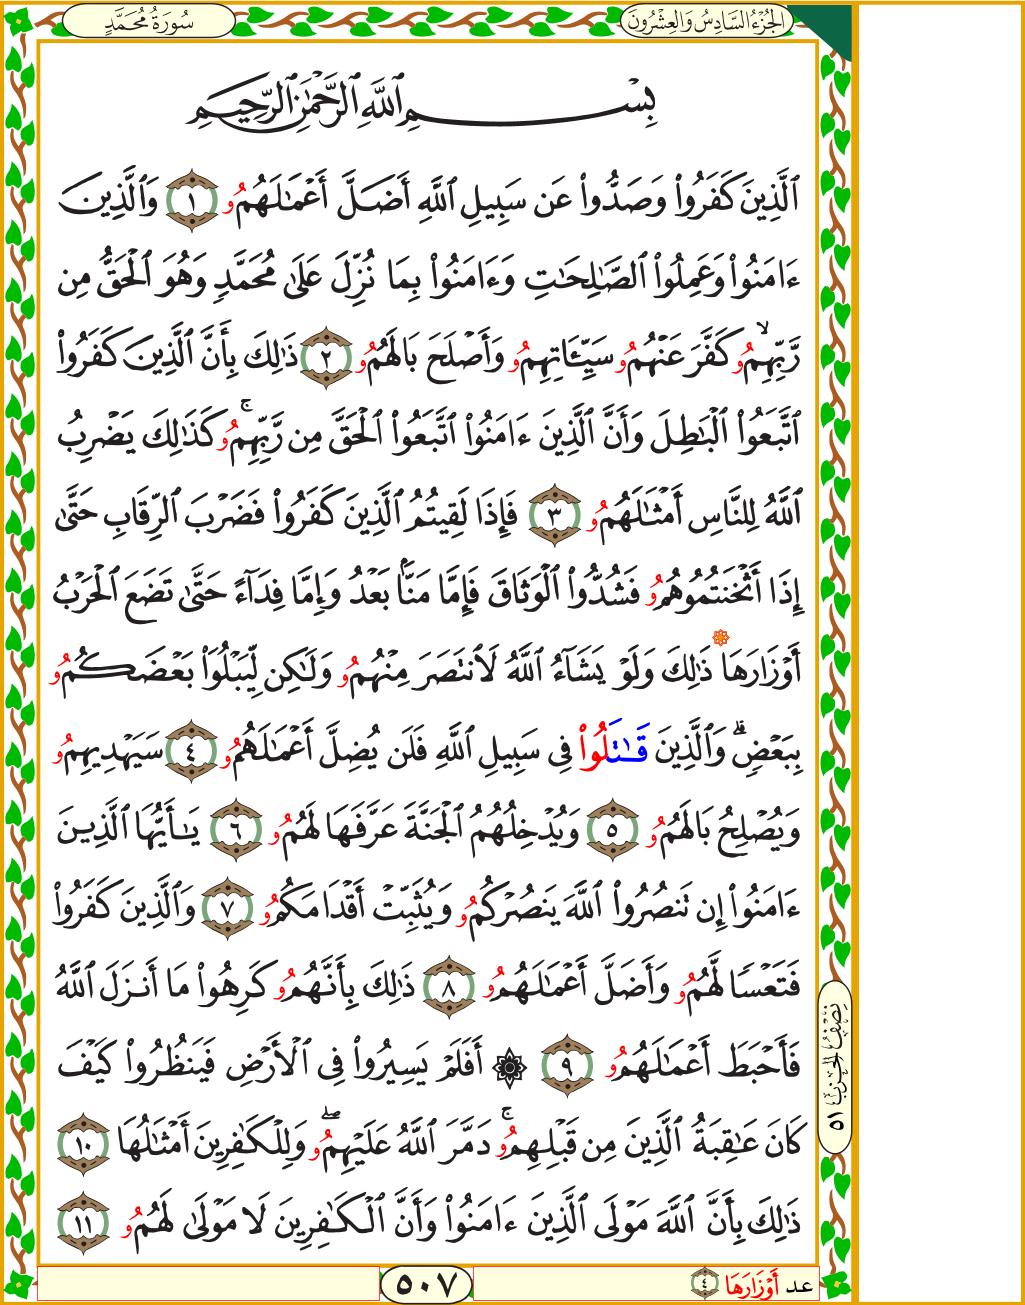 سُورَةُ مُحَمَّدٍ
الجُزْءُ السَّادِسُ وَالعِشْرُونَ
بِسْمِ ٱللَّهِ ٱلرَّحْمَٰنِ ٱلرَّحِيمِ
ٱلَّذِينَ كَفَرُواْ وَصَدُّواْ عَن سَبِيلِ ٱللَّهِ أَضَلَّ أَعْمَٰلَهُمُۥ ١ وَٱلَّذِينَ
ءَامَنُواْ وَعَمِلُواْ ٱلصَّٰلِحَٰتِ وَءَامَنُواْ بِمَا نُزِّلَ عَلَىٰ مُحَمَّدٖ وَهُوَ ٱلْحَقُّ مِن
رَّبِّهِمُۥۙ كَفَّرَ عَنْهُمُۥ سَيِّـَٔاتِهِمُۥ وَأَصْلَحَ بَالَهُمُۥ ٢ ذَٰلِكَ بِأَنَّ ٱلَّذِينَ كَفَرُواْ
ٱتَّبَعُواْ ٱلْبَٰطِلَ وَأَنَّ ٱلَّذِينَ ءَامَنُواْ ٱتَّبَعُواْ ٱلْحَقَّ مِن رَّبِّهِمُۥۚ كَذَٰلِكَ يَضْرِبُ
ٱللَّهُ لِلنَّاسِ أَمْثَٰلَهُمُۥ ٣ فَإِذَا لَقِيتُمُ ٱلَّذِينَ كَفَرُواْ فَضَرْبَ ٱلرِّقَابِ حَتَّىٰ
إِذَا أَثْخَنتُمُوهُمُۥ فَشُدُّواْ ٱلْوَثَاقَ فَإِمَّا مَنَّۢا بَعْدُ وَإِمَّا فِدَآءً حَتَّىٰ تَضَعَ ٱلْحَرْبُ
أَوْزَارَهَا ذَٰلِكَ وَلَوْ يَشَآءُ ٱللَّهُ لَٱنتَصَرَ مِنْهُمُۥ وَلَٰكِن لِّيَبْلُوَاْ بَعْضَكُمُۥ
بِبَعْضٖۗ وَٱلَّذِينَ قَٰتَلُواْ فِى سَبِيلِ ٱللَّهِ فَلَن يُضِلَّ أَعْمَٰلَهُمُۥ ٤ سَيَهْدِيهِمُۥ
وَيُصْلِحُ بَالَهُمُۥ ٥ وَيُدْخِلُهُمُ ٱلْجَنَّةَ عَرَّفَهَا لَهُمُۥ ٦ يَٰٓأَيُّهَا ٱلَّذِينَ
ءَامَنُواْ إِن تَنصُرُواْ ٱللَّهَ يَنصُرْكُمُۥ وَيُثَبِّتْ أَقْدَامَكُمُۥ ٧ وَٱلَّذِينَ كَفَرُواْ
فَتَعْسٗا لَّهُمُۥ وَأَضَلَّ أَعْمَٰلَهُمُۥ ٨ ذَٰلِكَ بِأَنَّهُمُۥ كَرِهُواْ مَا أَنزَلَ ٱللَّهُ
فَأَحْبَطَ أَعْمَٰلَهُمُۥ ٩ ۞ أَفَلَمْ يَسِيرُواْ فِى ٱلْأَرْضِ فَيَنظُرُواْ كَيْفَ
كَانَ عَٰقِبَةُ ٱلَّذِينَ مِن قَبْلِهِمُۥۚ دَمَّرَ ٱللَّهُ عَلَيْهِمُۥۖ وَلِلْكَٰفِرِينَ أَمْثَٰلُهَا ١٠
ذَٰلِكَ بِأَنَّ ٱللَّهَ مَوْلَى ٱلَّذِينَ ءَامَنُواْ وَأَنَّ ٱلْكَٰفِرِينَ لَا مَوْلَىٰ لَهُمُۥ ١١
نِصْفُ الحِزْبِ ٥١
عد أَوْزَارَهَا ٤
٥٠٧